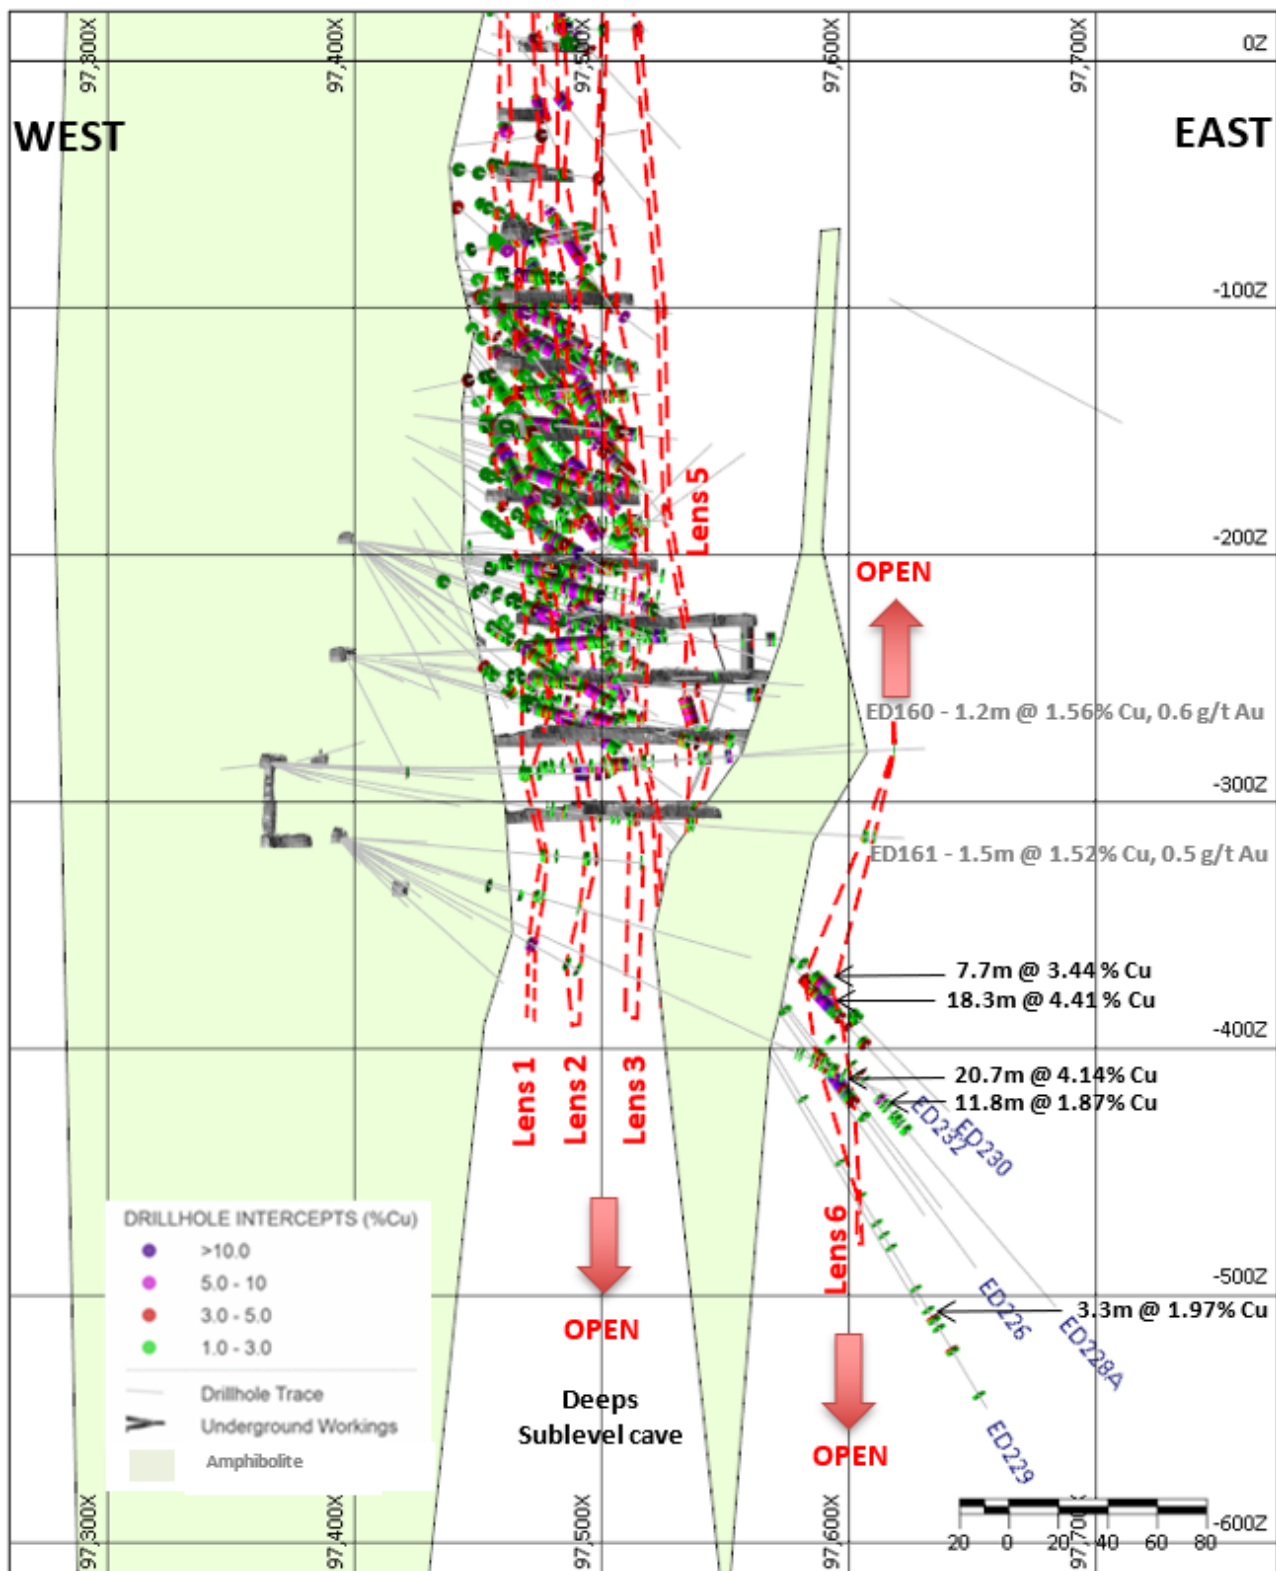 97,300X
97,400X
97,500X
97,600X
97,700X
0Z
WEST
EAST
-100Z
Lens 5
-200Z
OPEN
ED160 - 1.2m @ 1.56% Cu, 0.6 g/t Au
-300Z
ED161 - 1.5m @ 1.52% Cu, 0.5 g/t Au
7.7m @ 3.44 % Cu
18.3m @ 4.41 % Cu
-400Z
Lens 1
Lens 2
Lens 3
20.7m @ 4.14% Cu
11.8m @ 1.87% Cu
ED232
ED230
Lens 6
DRILLHOLE INTERCEPTS (%Cu)
>10.0
5.0 - 10
3.0 - 5.0
1.0 - 3.0
Drillhole Trace
Underground Workings
Amphibolite
-500Z
3.3m @ 1.97% Cu
ED226
ED228A
ED229
OPEN
Deeps
Sublevel cave
OPEN
97,300X
97,400X
97,500X
97,600X
97,700X
-600Z
20 0 20 40 60 80